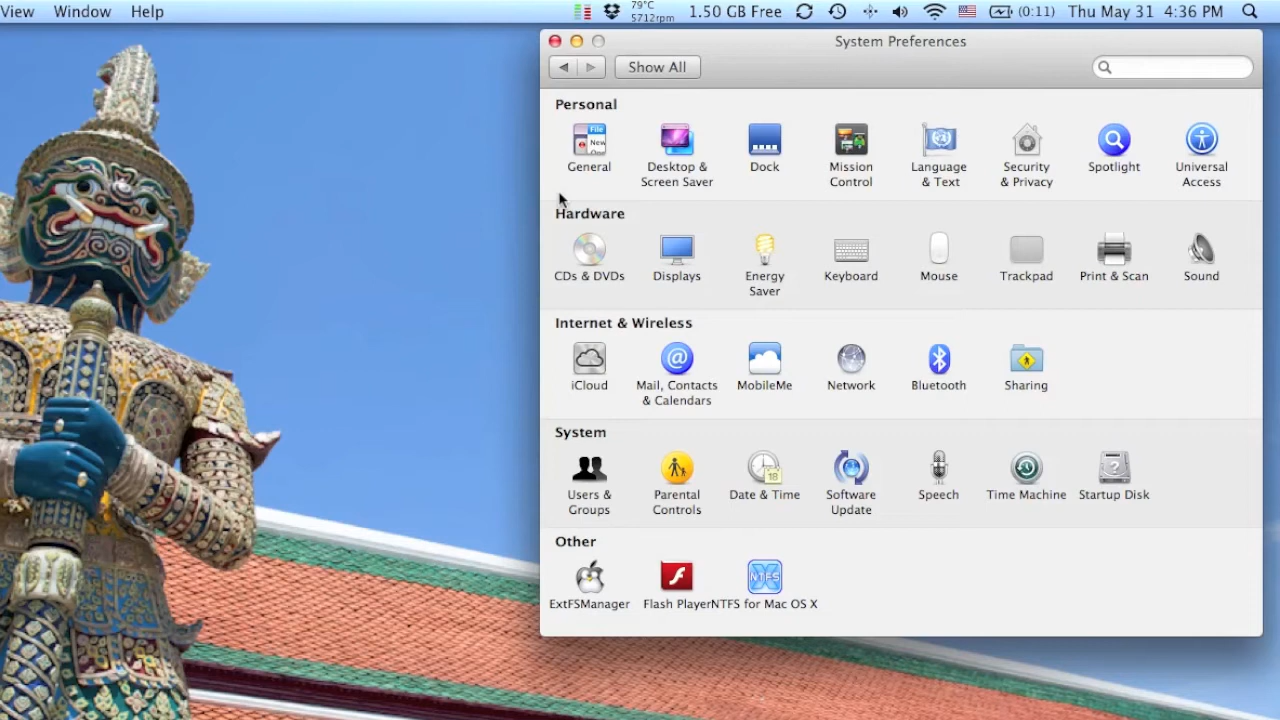 View Window Help 79°C 5712rpm 1.50 GB Free (0:11) Thu May 31 4:36 PM
System Preferences
Show All
Personal
General
Desktop & Screen Saver
Dock
Mission Control
Language & Text
Security & Privacy
Spotlight
Universal Access
Hardware
CDs & DVDs
Displays
Energy Saver
Keyboard
Mouse
Trackpad
Print & Scan
Sound
Internet & Wireless
iCloud
Mail, Contacts & Calendars
MobileMe
Network
Bluetooth
Sharing
System
Users & Groups
Parental Controls
Date & Time
18
Software Update
Speech
Time Machine
Startup Disk
Other
ExtFSManager
Flash Player
NTFS
NTFS for Mac OS X